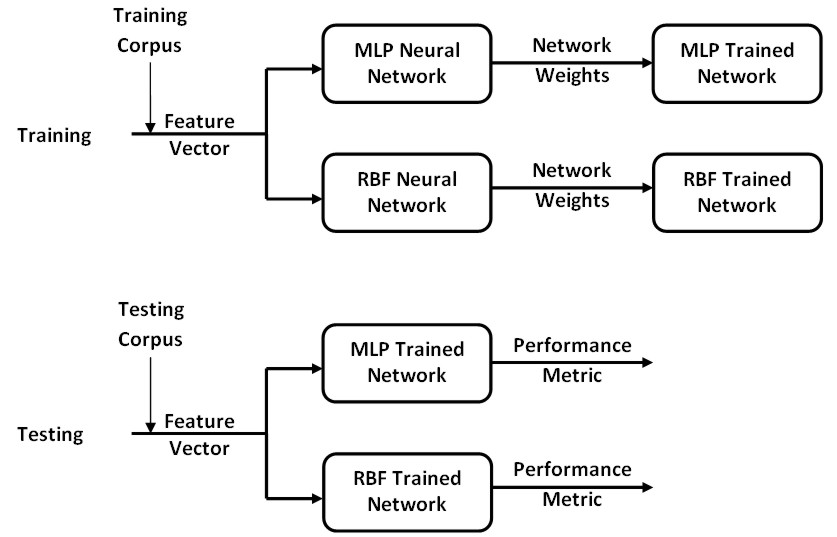 Training
Corpus
Training
Feature
Vector
MLP Neural
Network
Network
Weights
MLP Trained
Network
RBF Neural
Network
Network
Weights
RBF Trained
Network
Testing
Corpus
Testing
Feature
Vector
MLP Trained
Network
Performance
Metric
RBF Trained
Network
Performance
Metric